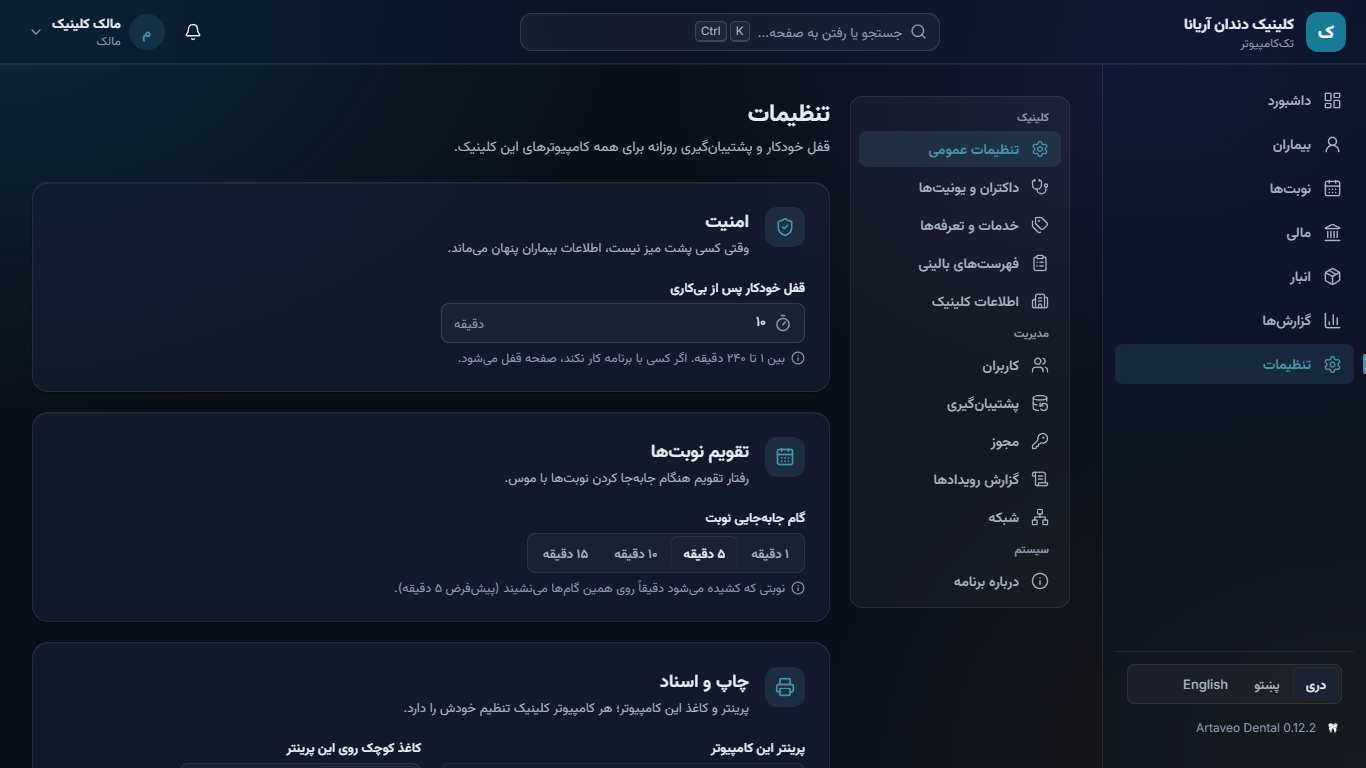 کلینیک دندان آریانا
تک‌کامپیوتر
ک
جستجو یا رفتن به صفحه...
Ctrl K
مالک کلینیک
مالک
م
داشبورد
بیماران
نوبت‌ها
مالی
انبار
گزارش‌ها
تنظیمات
دری
پښتو
English
Artaveo Dental 0.12.2
کلینیک
تنظیمات عمومی
داکتران و یونیت‌ها
خدمات و تعرفه‌ها
فهرست‌های بالینی
اطلاعات کلینیک
مدیریت
کاربران
پشتیبان‌گیری
مجوز
گزارش رویدادها
شبکه
سیستم
درباره برنامه
تنظیمات
قفل خودکار و پشتیبان‌گیری روزانه برای همه کامپیوترهای این کلینیک.
امنیت
وقتی کسی پشت میز نیست، اطلاعات بیماران پنهان می‌ماند.
قفل خودکار پس از بی‌کاری
۱۰ دقیقه
بین ۱ تا ۲۴۰ دقیقه. اگر کسی با برنامه کار نکند، صفحه قفل می‌شود.
تقویم نوبت‌ها
رفتار تقویم هنگام جابه‌جا کردن نوبت‌ها با موس.
گام جابه‌جایی نوبت
۱ دقیقه
۵ دقیقه
۱۰ دقیقه
۱۵ دقیقه
نوبتی که کشیده می‌شود دقیقاً روی همین گام‌ها می‌نشیند (پیش‌فرض ۵ دقیقه).
چاپ و اسناد
پرینتر و کاغذ این کامپیوتر؛ هر کامپیوتر کلینیک تنظیم خودش را دارد.
پرینتر این کامپیوتر
کاغذ کوچک روی این پرینتر